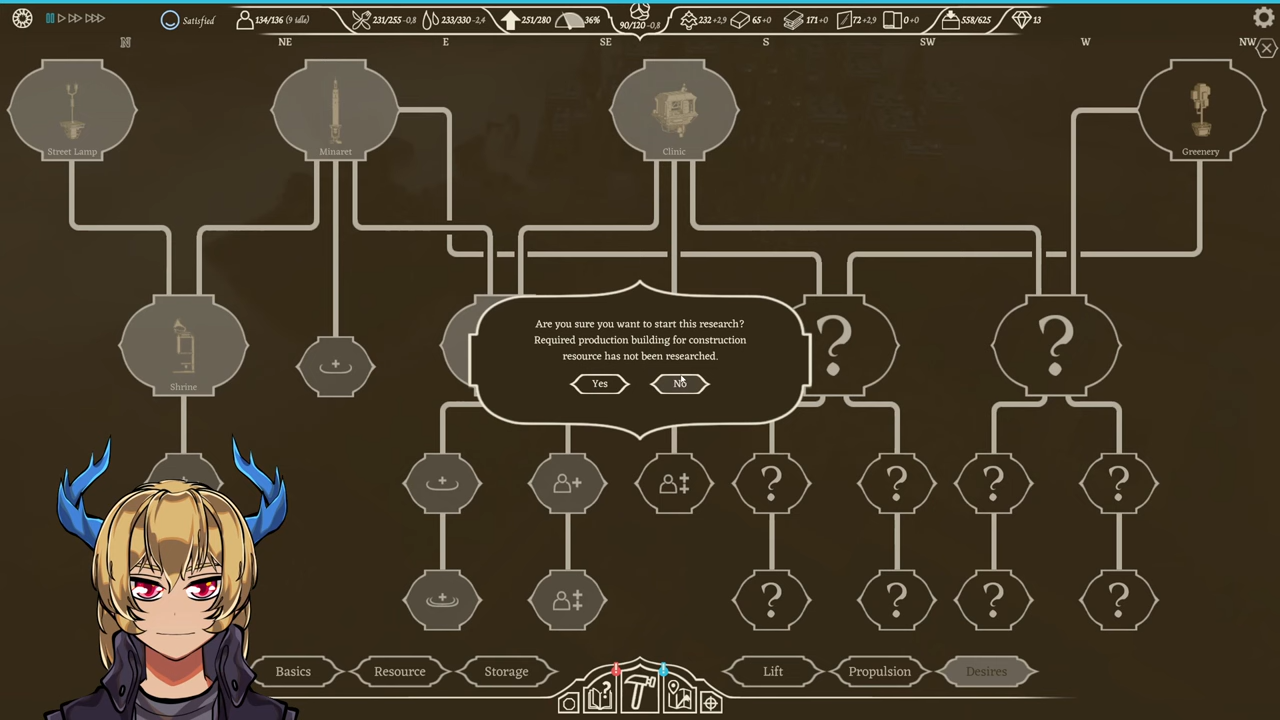 Satisfied
134/136 (9 idle)
231/255 -0,8
233/330 -2,4
251/280
36%
90/120 -0,8
232 +2,9
65 +0
171 +0
72 +2,9
0 +0
558/625
13
N
NE
E
SE
S
SW
W
NW
Street Lamp
Minaret
Clinic
Greenery
Shrine
?
?
Are you sure you want to start this research?
Required production building for construction
resource has not been researched.
Yes
No
?
?
?
?
?
?
?
?
Basics
Resource
Storage
Lift
Propulsion
Desires